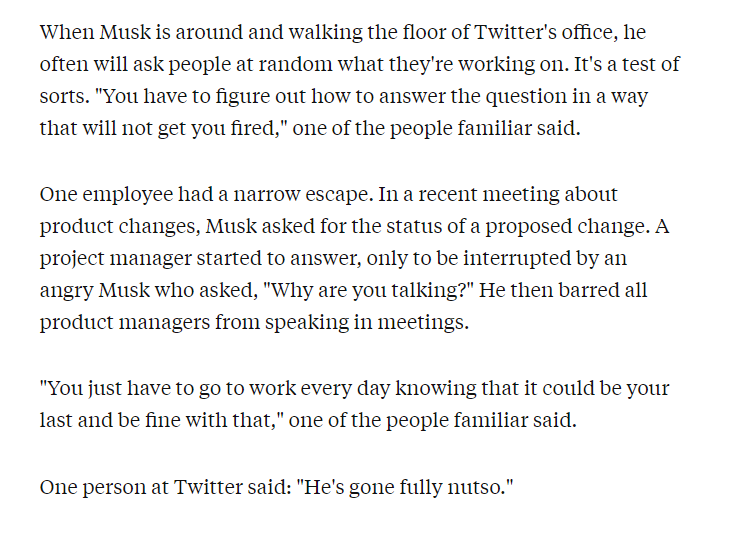 When Musk is around and walking the floor of Twitter's office, he
often will ask people at random what they're working on. It's a test of
sorts. "You have to figure out how to answer the question in a way
that will not get you fired," one of the people familiar said.
One employee had a narrow escape. In a recent meeting about
product changes, Musk asked for the status of a proposed change. A
project manager started to answer, only to be interrupted by an
angry Musk who asked, "Why are you talking?" He then barred all
product managers from speaking in meetings.
"You just have to go to work every day knowing that it could be your
last and be fine with that," one of the people familiar said.
One person at Twitter said: "He's gone fully nutso."